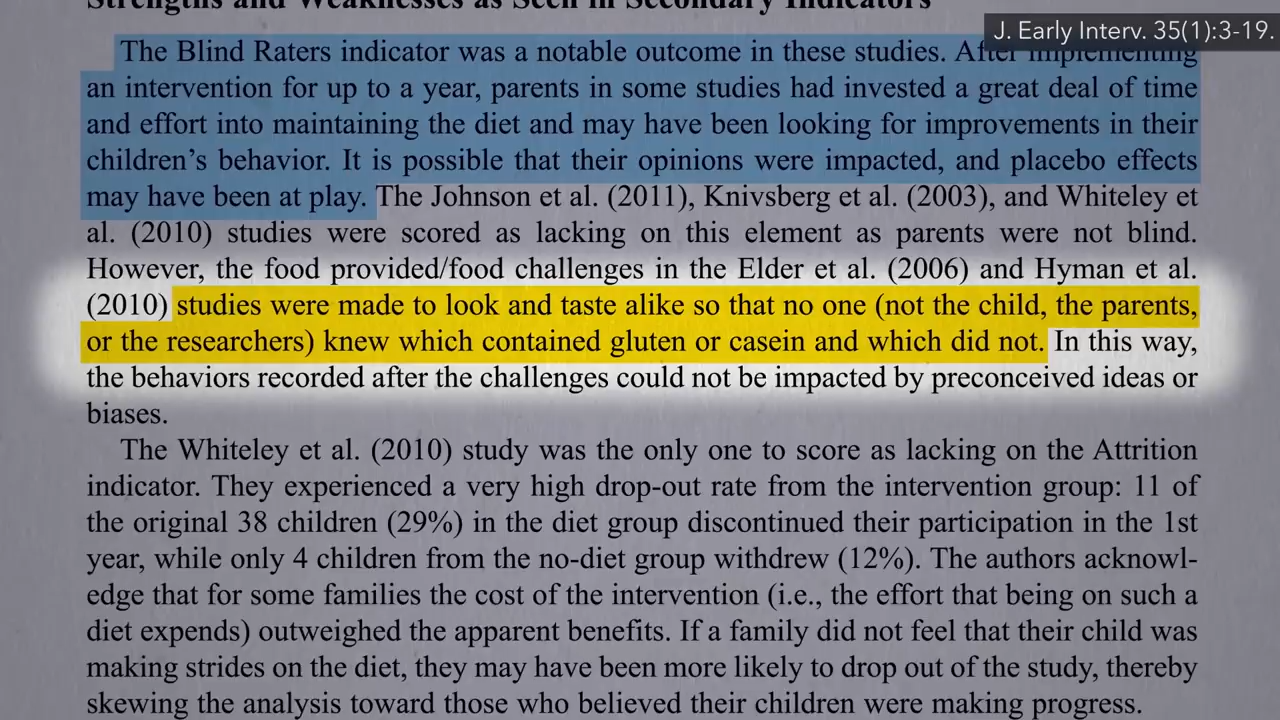 Strengths and Weaknesses as Seen in Secondary Indicators
J. Early Interv. 35(1):3-19.
The Blind Raters indicator was a notable outcome in these studies. After implementing
an intervention for up to a year, parents in some studies had invested a great deal of time
and effort into maintaining the diet and may have been looking for improvements in their
children’s behavior. It is possible that their opinions were impacted, and placebo effects
may have been at play. The Johnson et al. (2011), Knivsberg et al. (2003), and Whiteley et
al. (2010) studies were scored as lacking on this element as parents were not blind.
However, the food provided/food challenges in the Elder et al. (2006) and Hyman et al.
(2010) studies were made to look and taste alike so that no one (not the child, the parents,
or the researchers) knew which contained gluten or casein and which did not. In this way,
the behaviors recorded after the challenges could not be impacted by preconceived ideas or
biases.
The Whiteley et al. (2010) study was the only one to score as lacking on the Attrition
indicator. They experienced a very high drop-out rate from the intervention group: 11 of
the original 38 children (29%) in the diet group discontinued their participation in the 1st
year, while only 4 children from the no-diet group withdrew (12%). The authors acknowl-
edge that for some families the cost of the intervention (i.e., the effort that being on such a
diet expends) outweighed the apparent benefits. If a family did not feel that their child was
making strides on the diet, they may have been more likely to drop out of the study, thereby
skewing the analysis toward those who believed their children were making progress.